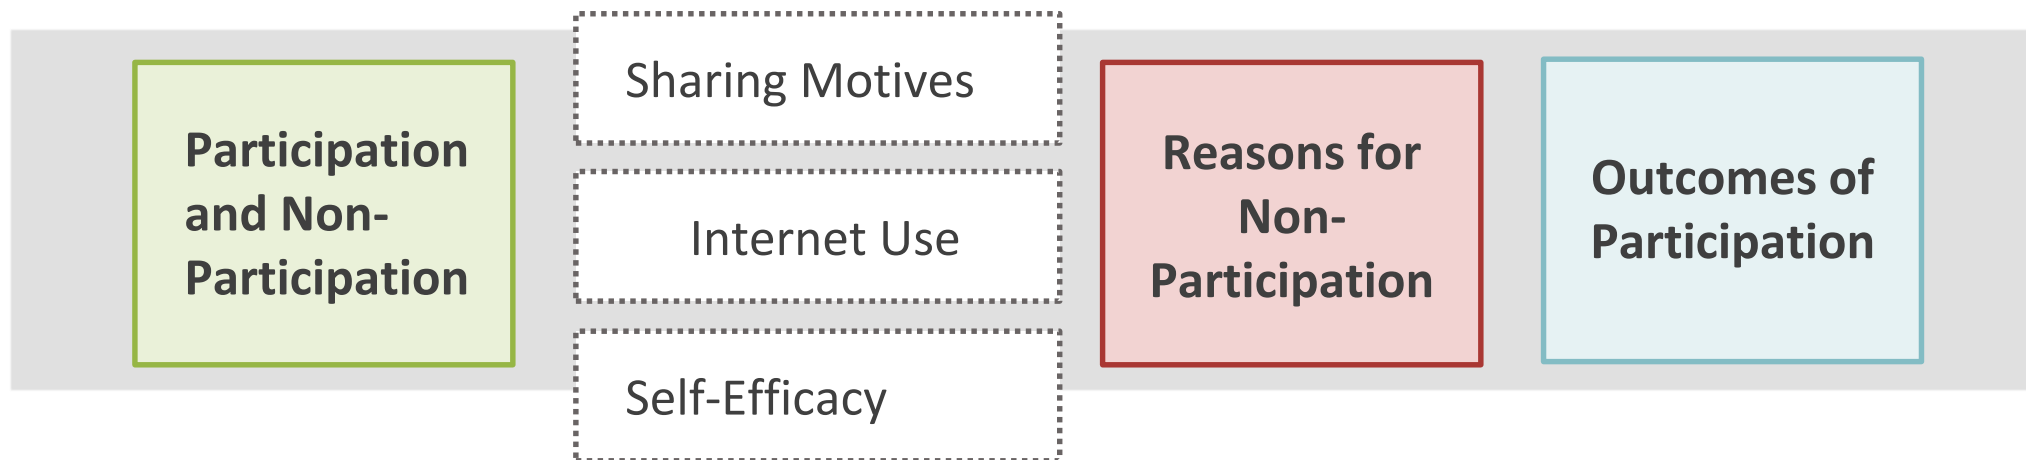 Participation
and Non-
Participation
Sharing Motives
Internet Use
Self-Efficacy
Reasons for
Non-
Participation
Outcomes of
Participation